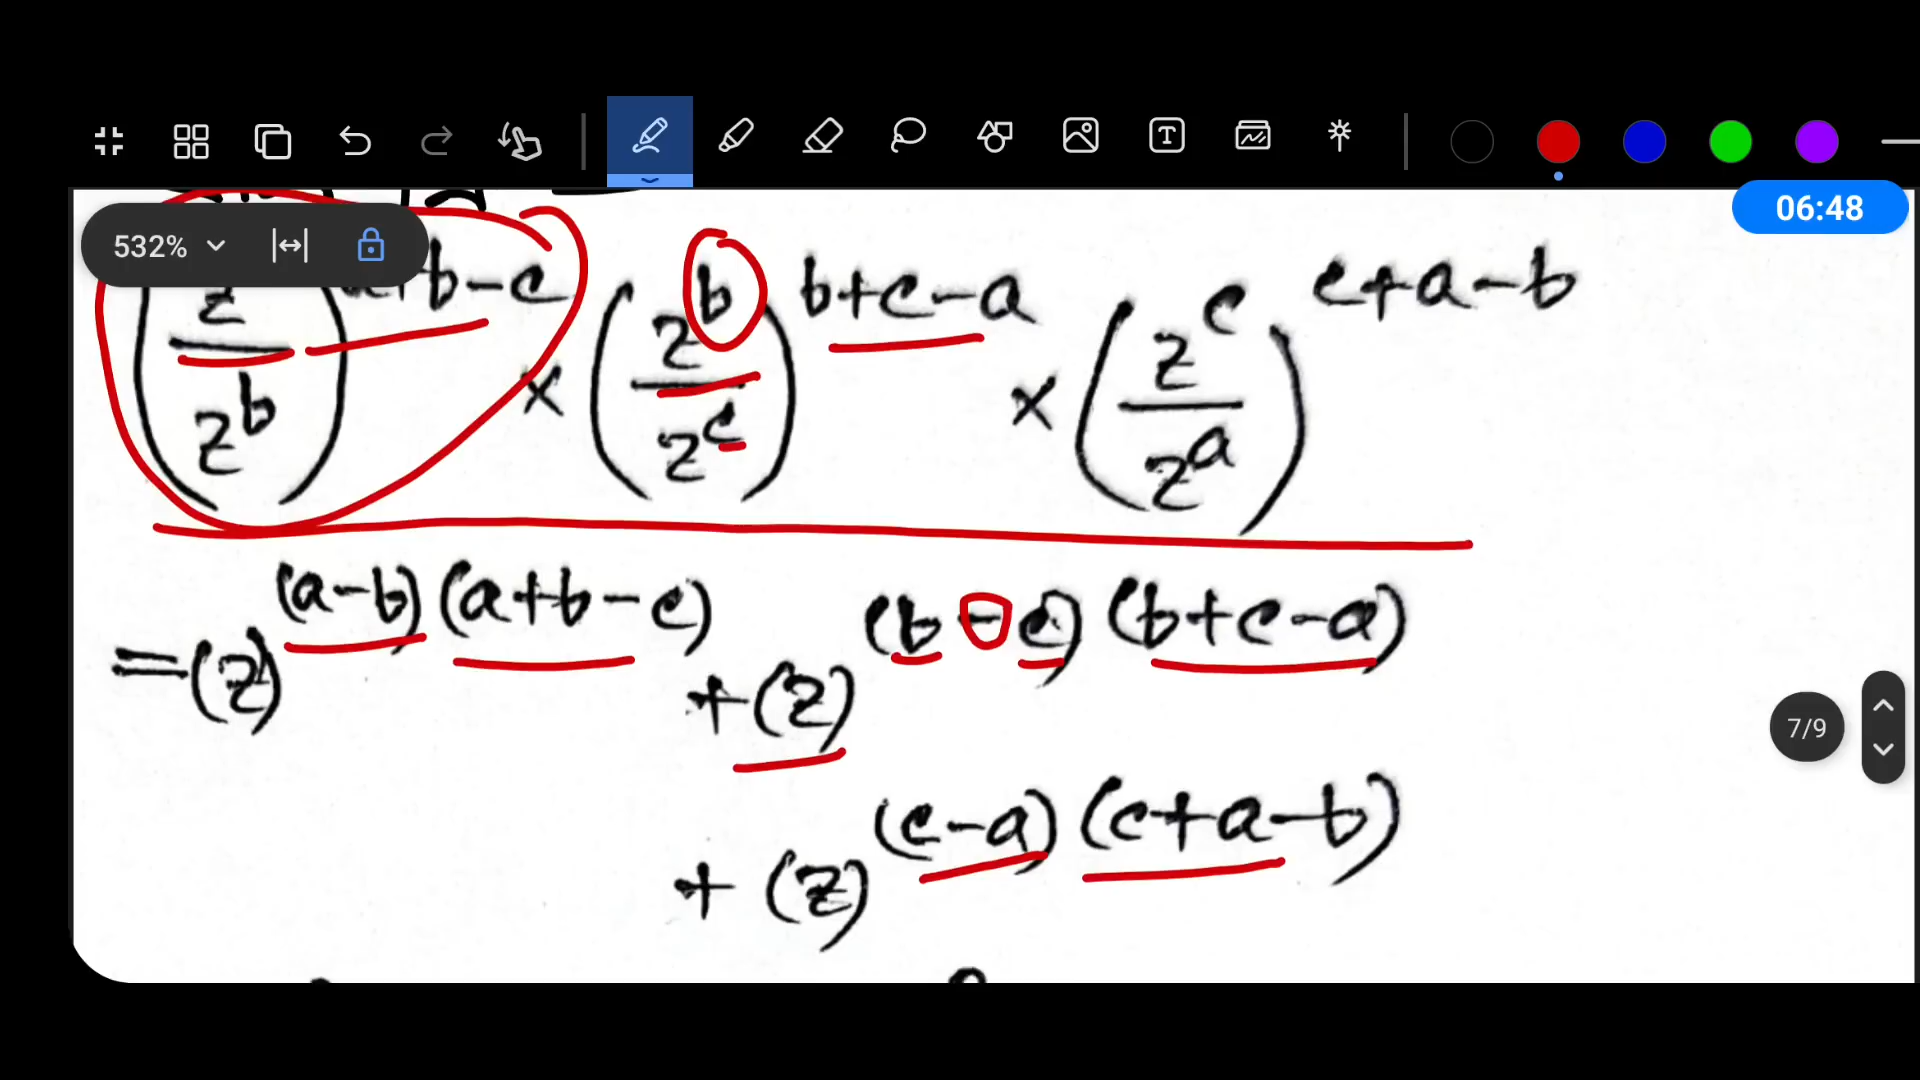 532%
06:48
(z/z^b)^a+b-c × (z^b/z^c)^b+c-a × (z^c/z^a)^c+a-b
=(z)^(a-b)(a+b-c) +(z)^(b-c)(b+c-a)
+ (z)^(c-a)(c+a-b)
7/9